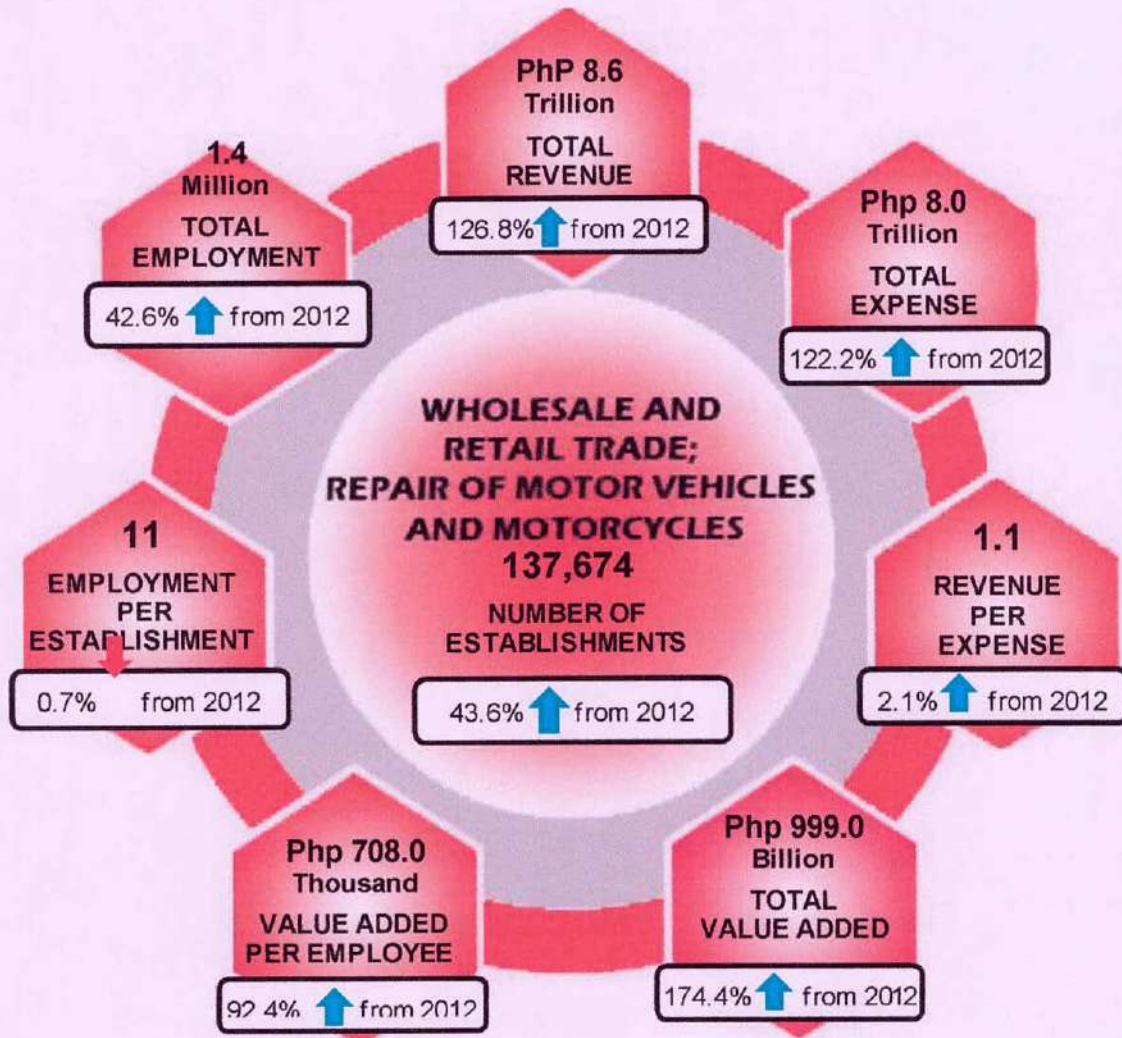 PhP 8.6
Trillion
TOTAL
REVENUE
126.8% from 2012
Php 8.0
Trillion
TOTAL
EXPENSE
122.2% from 2012
1.1
REVENUE
PER
EXPENSE
2.1% from 2012
Php 999.0
Billion
TOTAL
VALUE ADDED
174.4% from 2012
Php 708.0
Thousand
VALUE ADDED
PER EMPLOYEE
92.4% from 2012
11
EMPLOYMENT
PER
ESTABLISHMENT
0.7% from 2012
1.4
Million
TOTAL
EMPLOYMENT
42.6% from 2012
WHOLESALE AND
RETAIL TRADE;
REPAIR OF MOTOR VEHICLES
AND MOTORCYCLES
137,674
NUMBER OF
ESTABLISHMENTS
43.6% from 2012